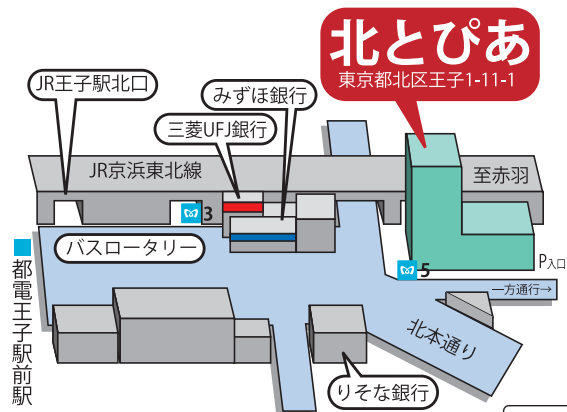 北とぴあ
東京都北区王子1-11-1
JR王子駅北口
みずほ銀行
三菱UFJ銀行
JR京浜東北線
至赤羽
3
バスロータリー
5
P入口
一方通行→
都電王子駅前駅
北本通り
りそな銀行